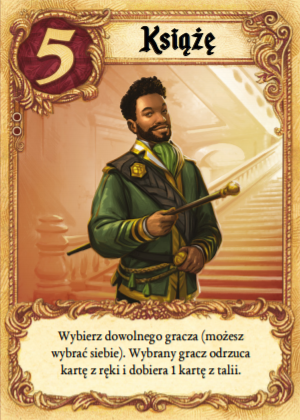 5
Książę
Wybierz dowolnego gracza (możesz
wybrać siebie). Wybrany gracz odrzuca
kartę z ręki i dobiera 1 kartę z talii.